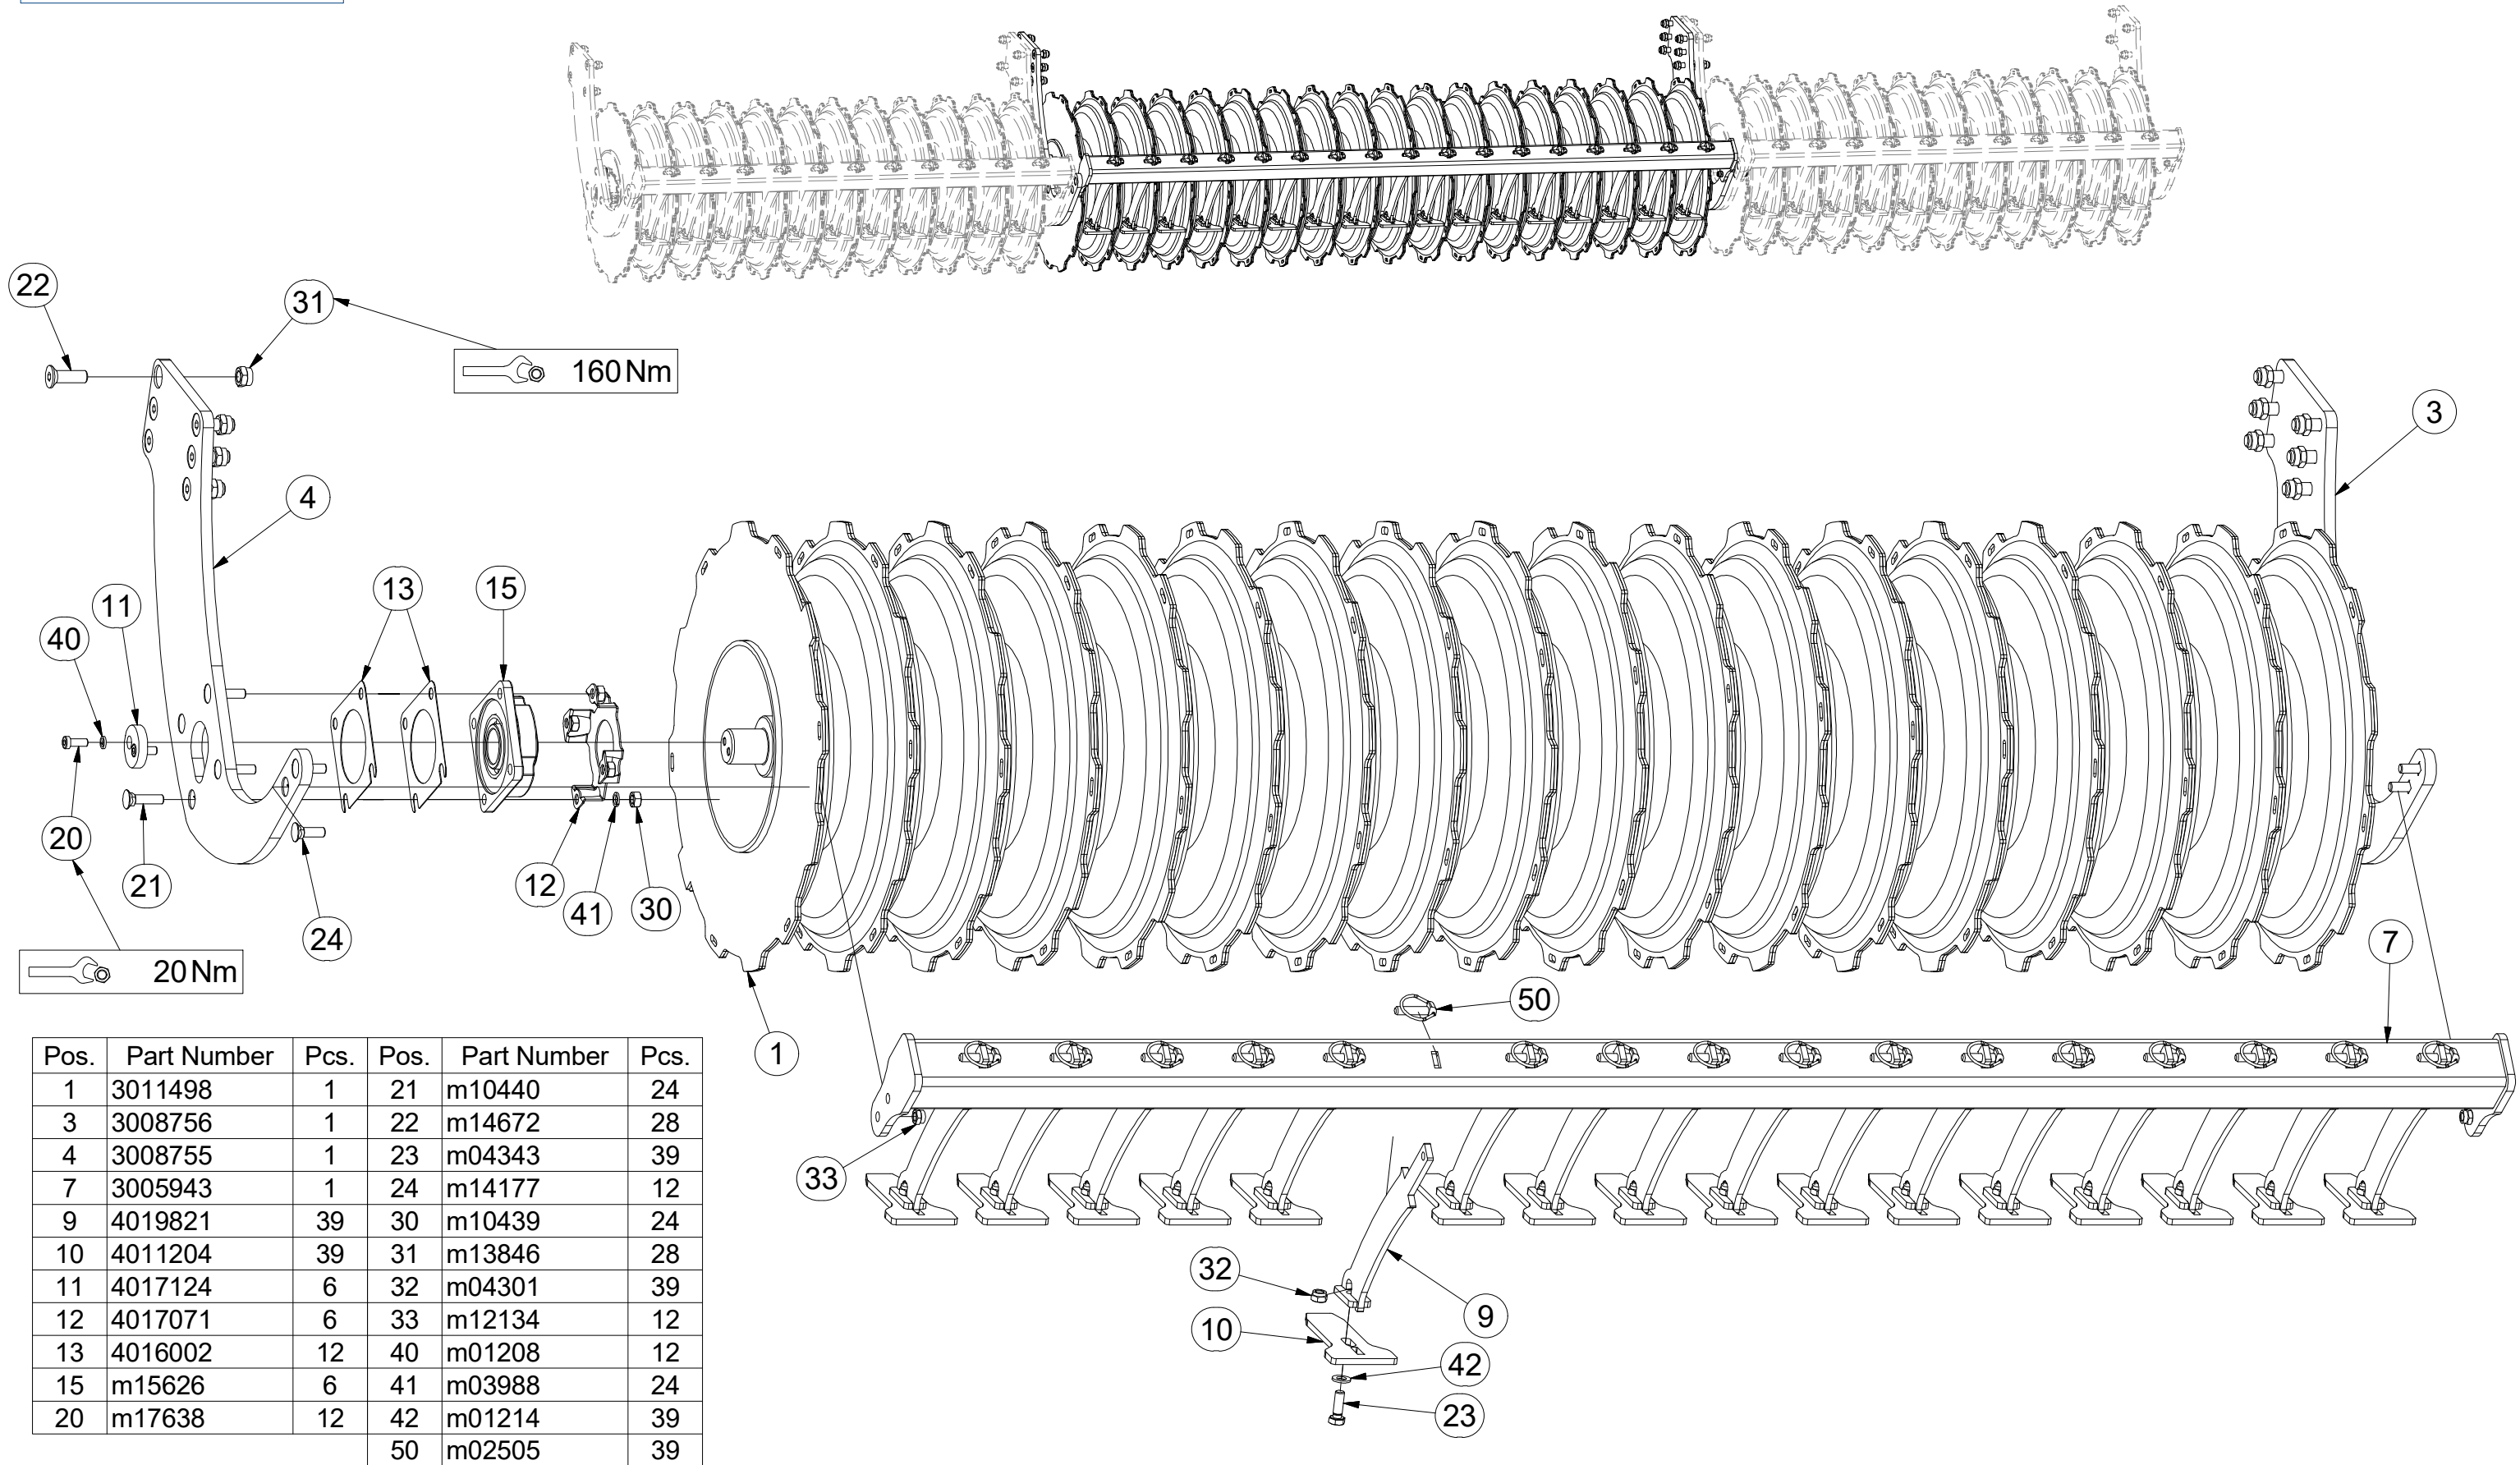 22
31
160 Nm
3
4
13
15
11
40
20
21
12
41
30
24
20 Nm
7
50
1
33
32
9
10
42
23
Pos. Part Number Pcs. Pos. Part Number Pcs.
1 3011498 1 21 m10440 24
3 3008756 1 22 m14672 28
4 3008755 1 23 m04343 39
7 3005943 1 24 m14177 12
9 4019821 39 30 m10439 24
10 4011204 39 31 m13846 28
11 4017124 6 32 m04301 39
12 4017071 6 33 m12134 12
13 4016002 12 40 m01208 12
15 m15626 6 41 m03988 24
20 m17638 12 42 m01214 39
50 m02505 39